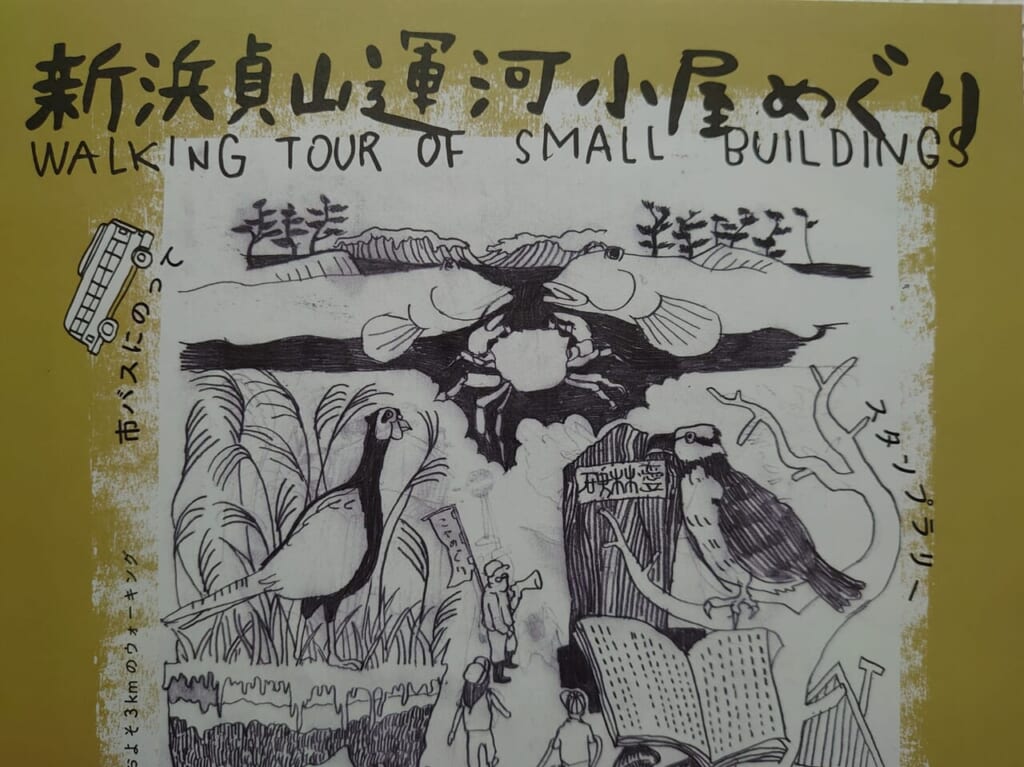 新浜貞山運河小屋めぐり
WALKING TOUR OF SMALL BUILDINGS
市バスにのって
スタンプラリー
およそ3kmのウォーキング